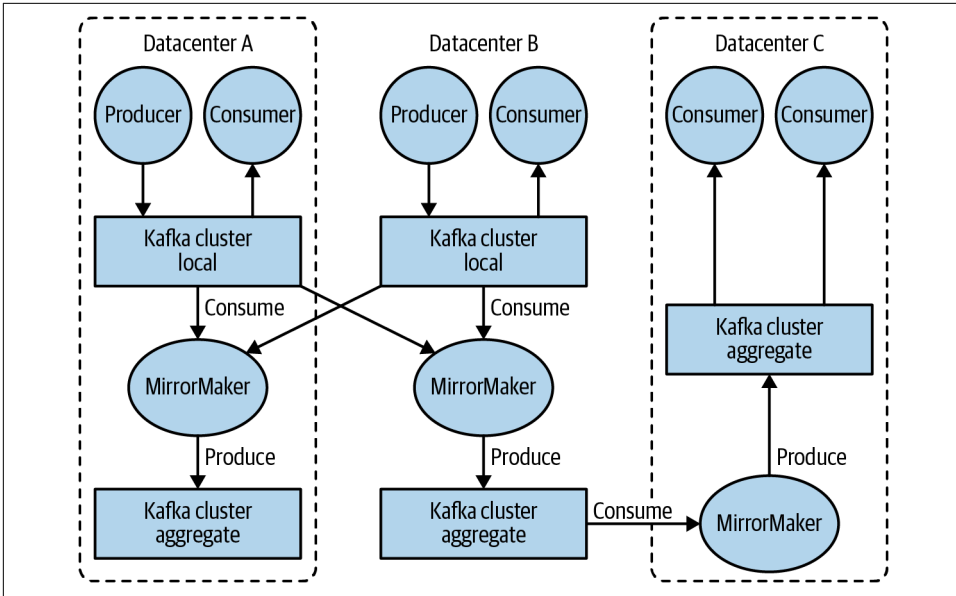 Datacenter A
Datacenter B
Datacenter C
Producer
Consumer
Producer
Consumer
Consumer
Consumer
Kafka cluster
local
Kafka cluster
local
Consume
Consume
Kafka cluster
aggregate
MirrorMaker
MirrorMaker
Produce
Produce
Produce
Kafka cluster
aggregate
Kafka cluster
aggregate
Consume
MirrorMaker